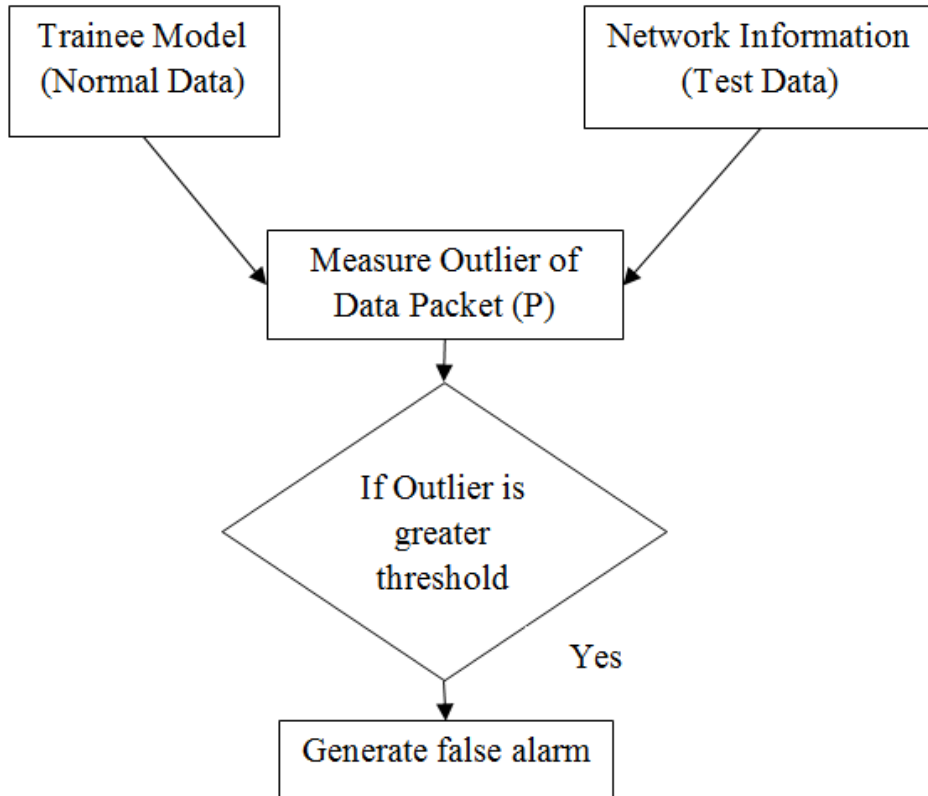 Trainee Model
(Normal Data)
Network Information
(Test Data)
Measure Outlier of
Data Packet (P)
If Outlier is
greater
threshold
Yes
Generate false alarm